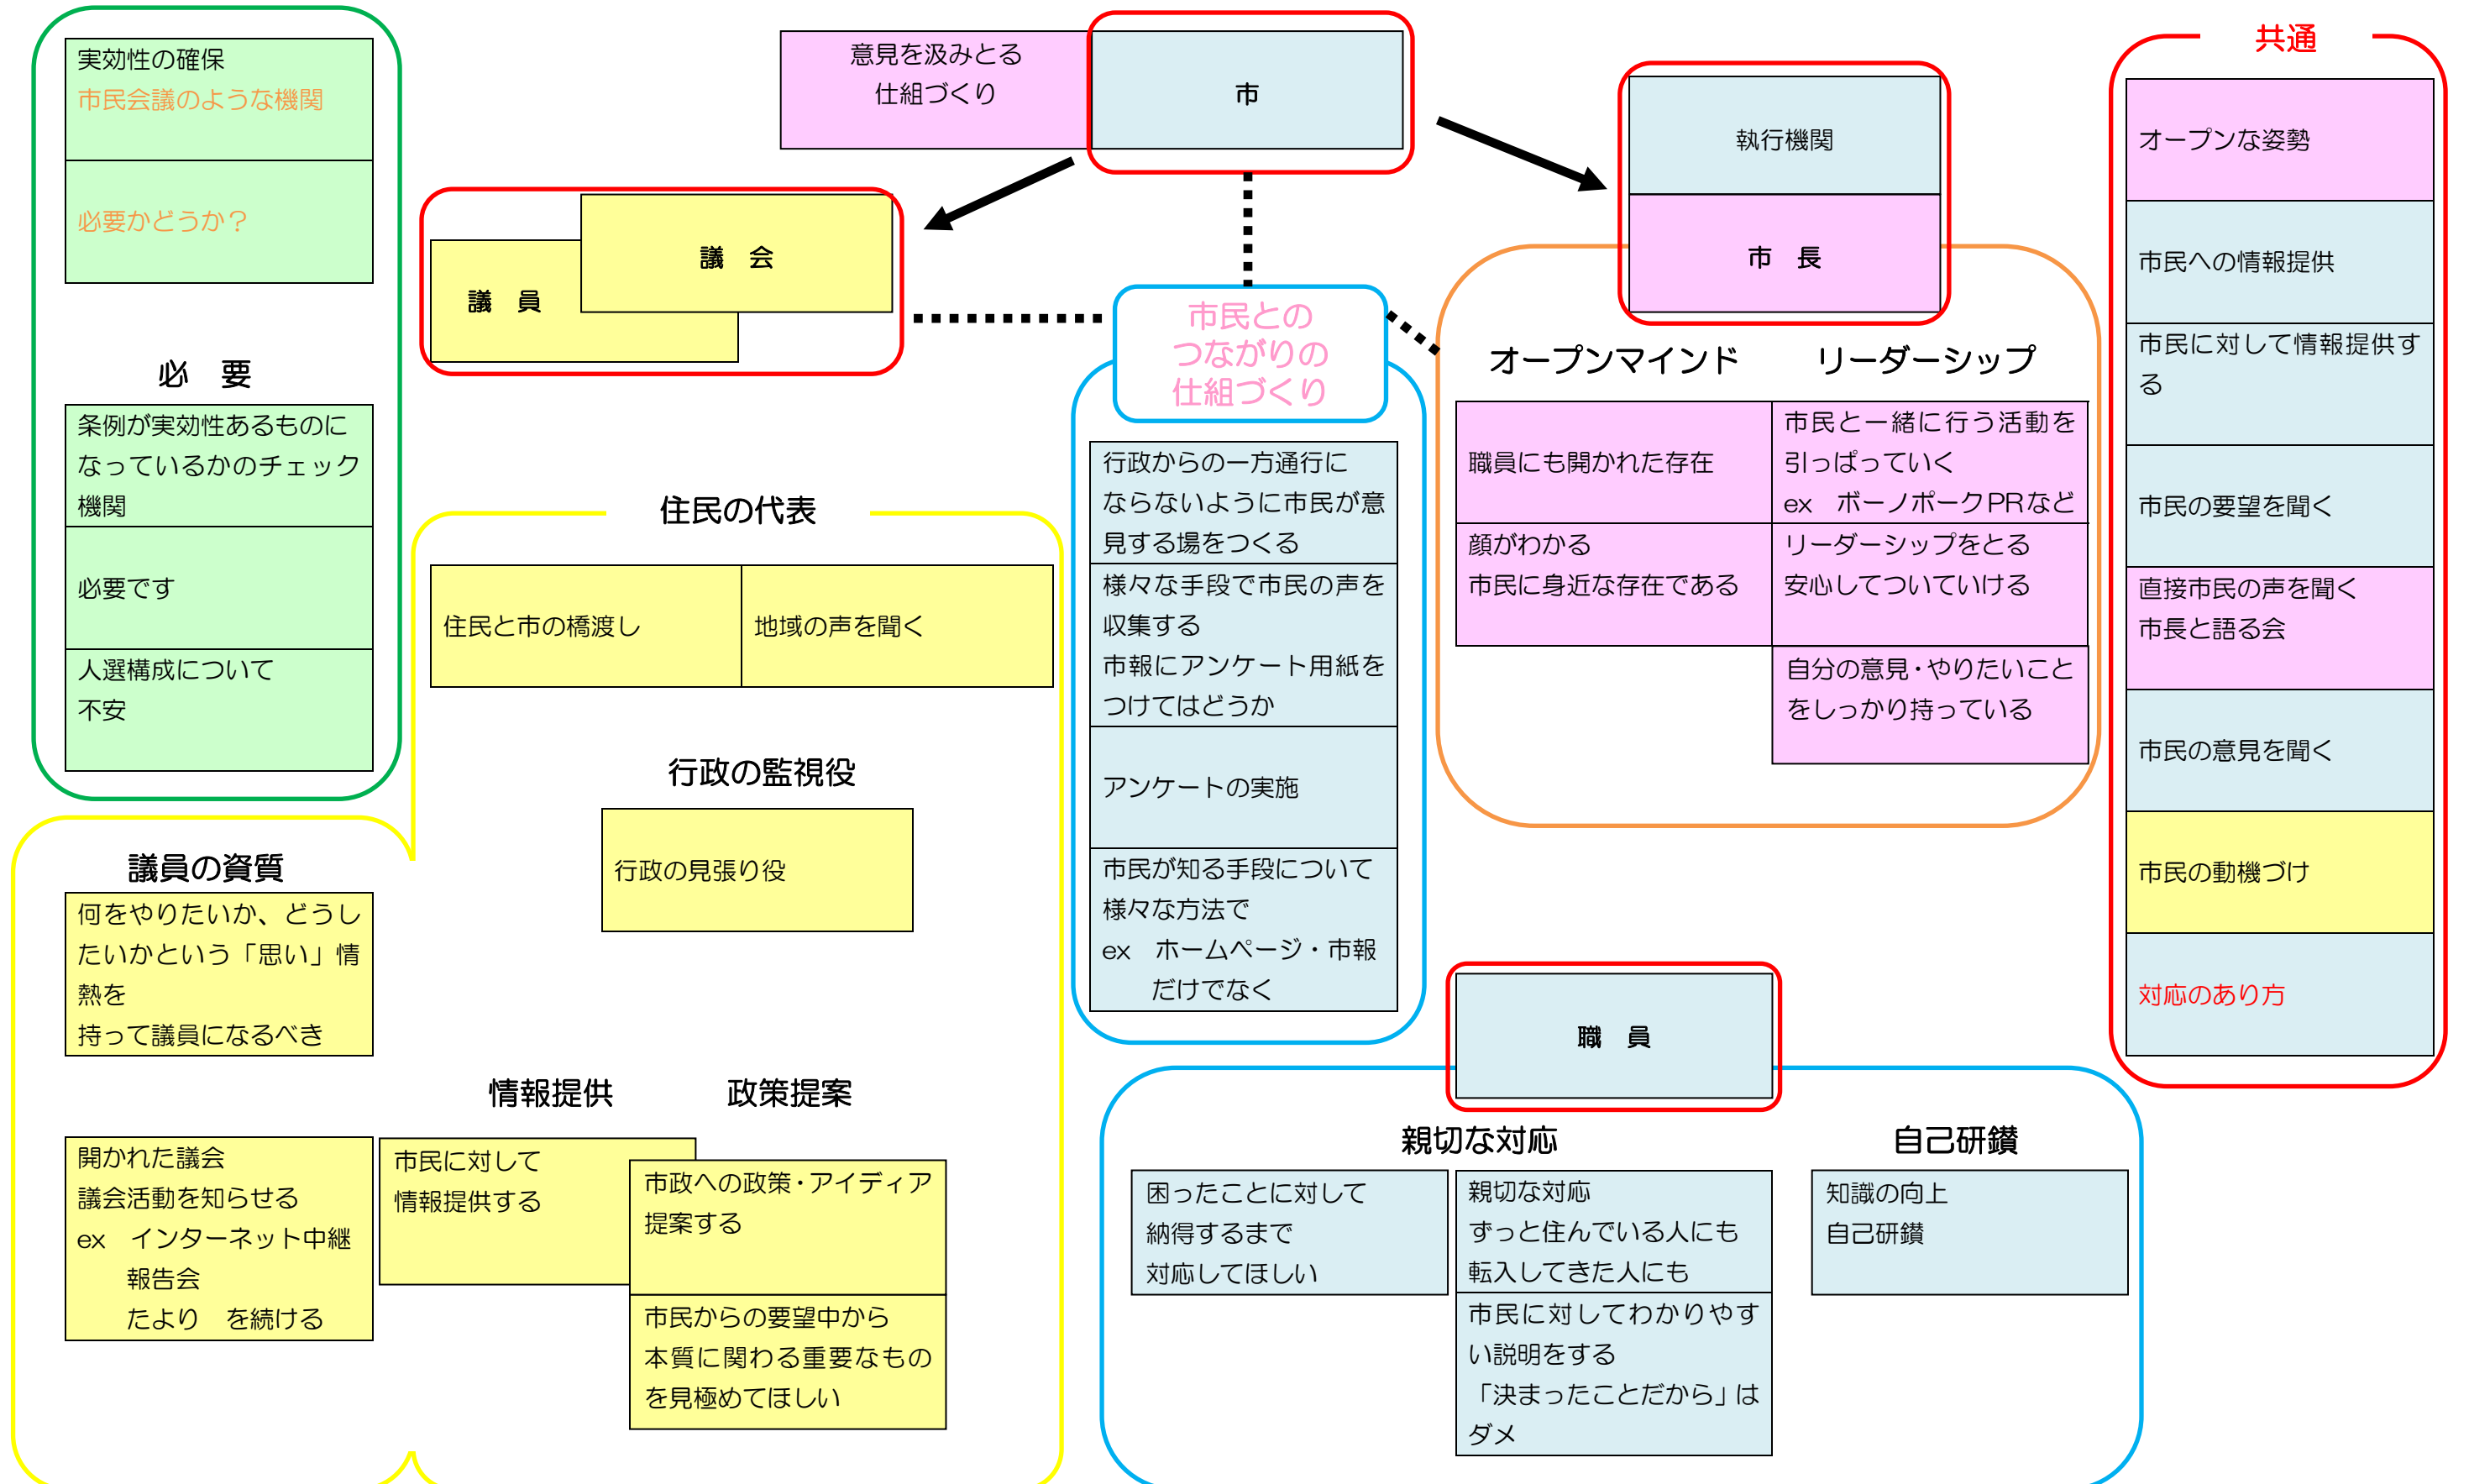 実効性の確保
市民会議のような機関
必要かどうか？
必　要
条例が実効性あるものに
なっているかのチェック
機関
必要です
人選構成について
不安
意見を汲みとる
仕組づくり
市
議　会
議　員
執行機関
市　長
オープンマインド
リーダーシップ
職員にも開かれた存在
顔がわかる
市民に身近な存在である
市民と一緒に行う活動を
引っぱっていく
ex　ボーノポークPRなど
リーダーシップをとる
安心してついていける
自分の意見・やりたいこと
をしっかり持っている
共通
オープンな姿勢
市民への情報提供
市民に対して情報提供す
る
市民の要望を聞く
直接市民の声を聞く
市長と語る会
市民の意見を聞く
市民の動機づけ
対応のあり方
市民との
つながりの
仕組づくり
行政からの一方通行に
ならないように市民が意
見する場をつくる
様々な手段で市民の声を
収集する
市報にアンケート用紙を
つけてはどうか
アンケートの実施
市民が知る手段について
様々な方法で
ex　ホームページ・市報
だけでなく
住民の代表
住民と市の橋渡し
地域の声を聞く
行政の監視役
行政の見張り役
議員の資質
何をやりたいか、どうし
たいかという「思い」情
熱を
持って議員になるべき
開かれた議会
議会活動を知らせる
ex　インターネット中継
報告会
たより　を続ける
情報提供
市民に対して
情報提供する
政策提案
市政への政策・アイディア
提案する
市民からの要望中から
本質に関わる重要なもの
を見極めてほしい
職　員
親切な対応
困ったことに対して
納得するまで
対応してほしい
親切な対応
ずっと住んでいる人にも
転入してきた人にも
市民に対してわかりやす
い説明をする
「決まったことだから」は
ダメ
自己研鑚
知識の向上
自己研鑚